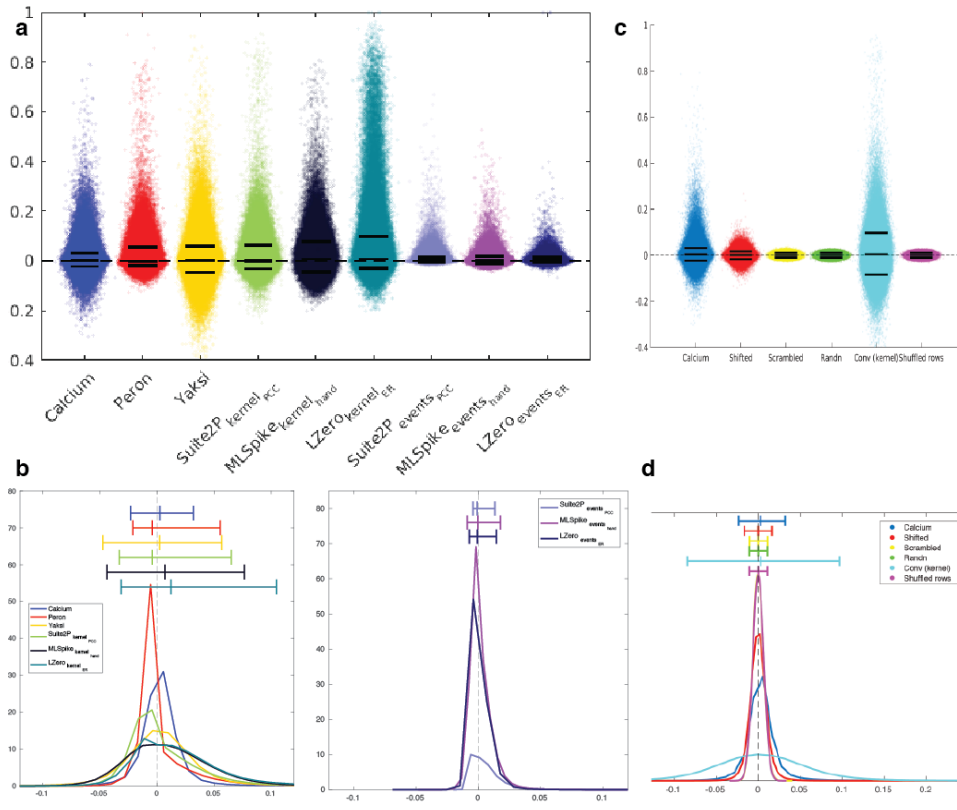 a
1
0.8
0.6
0.4
0.2
0
0.2
0.4
Calcium
Peron
Yaksi
Suite2P kernel PCC
MLSpike kernel hand
LZero kernel ER
Suite2P events PCC
MLSpike events hand
LZero events ER
c
1
0.8
0.6
0.4
0.2
0
-0.2
-0.4
Calcium
Shifted
Scrambled
Randn
Conv (kernel)
Shuffled rows
b
80
70
60
50
40
30
20
10
0
-0.1
-0.05
0
0.05
0.1
Calcium
Peron
Yaksi
Suite2P kernel PCC
MLSpike kernel hand
LZero kernel ER
80
70
60
50
40
30
20
10
0
-0.1
-0.05
0
0.05
0.1
Suite2P events PCC
MLSpike events hand
LZero events ER
d
Calcium
Shifted
Scrambled
Randn
Conv (kernel)
Shuffled rows
-0.2
-0.1
0
0.1
0.2